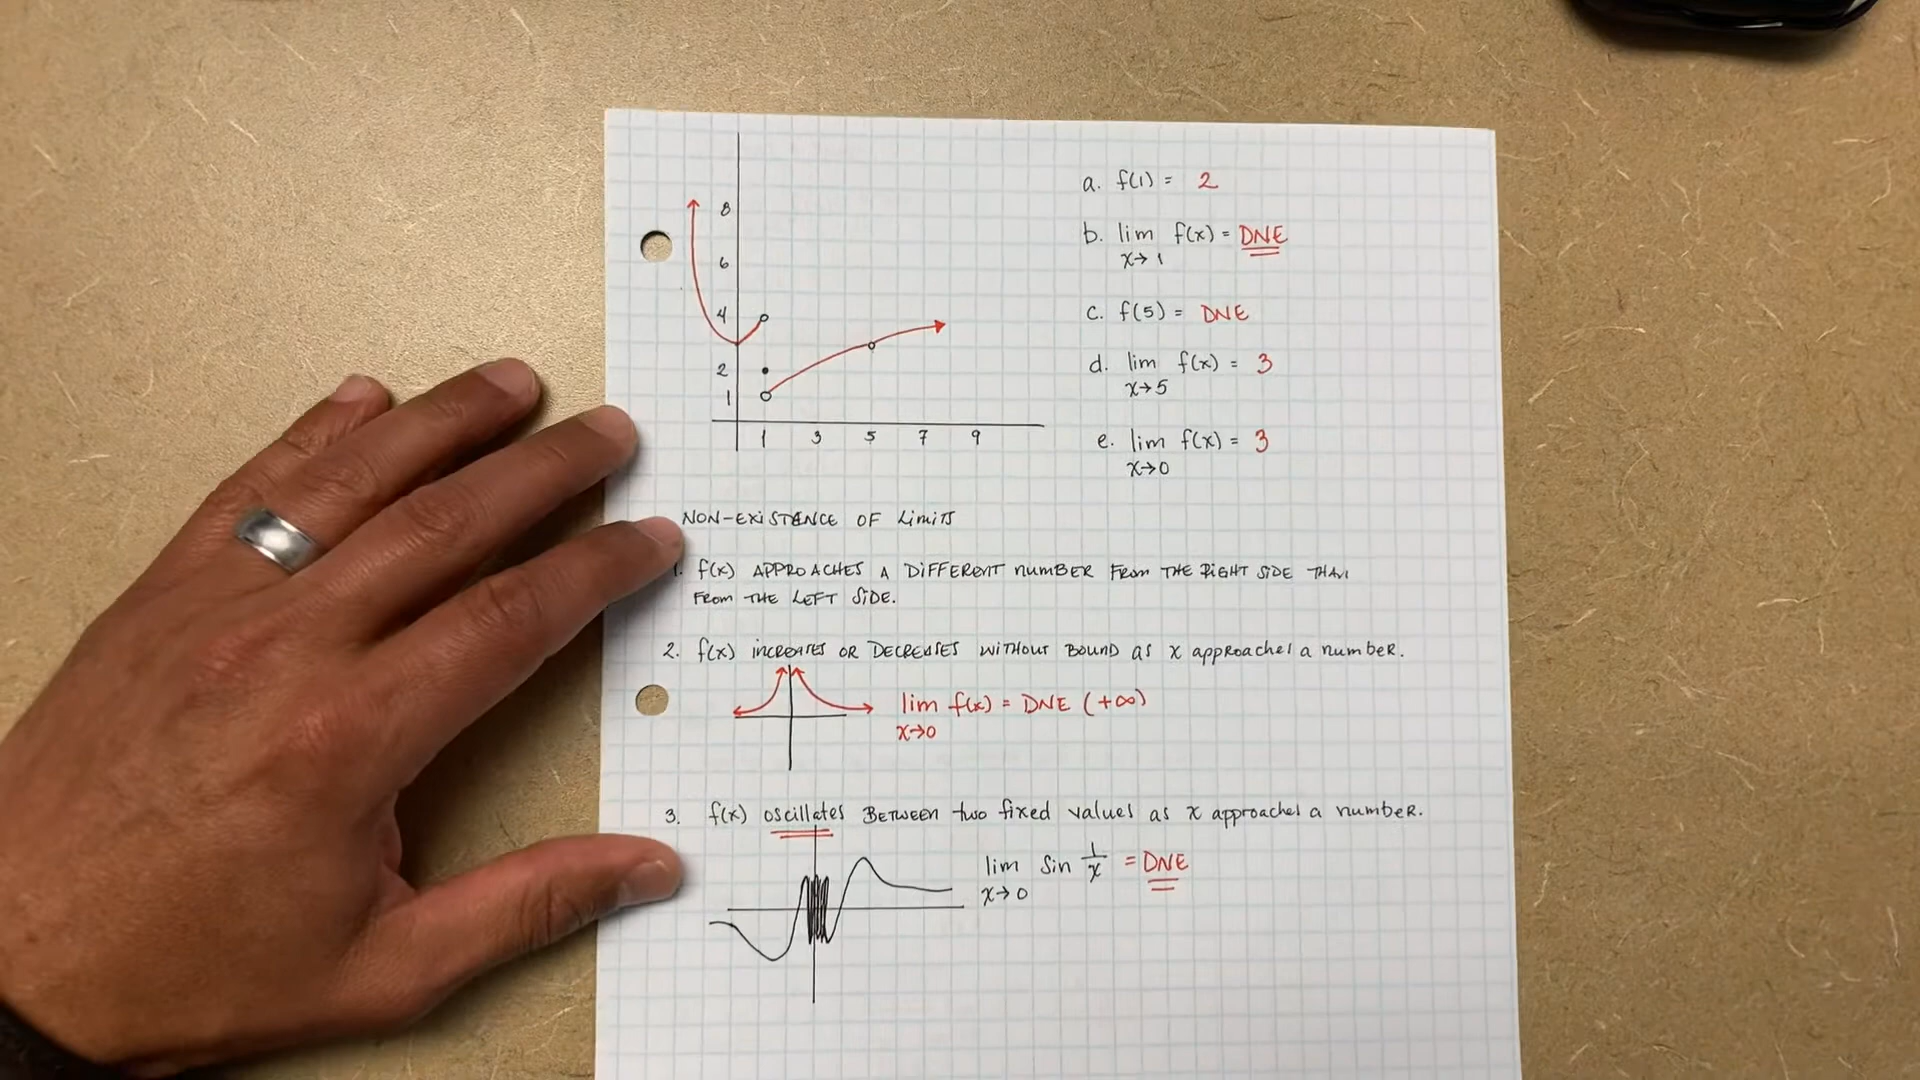 8
6
4
2
1
1 3 5 7 9
a. f(1) = 2
b. lim f(x) = DNE
x→1
c. f(5) = DNE
d. lim f(x) = 3
x→5
e. lim f(x) = 3
x→0
NON-EXISTENCE OF LIMITS
1. f(x) APPROACHES A DIFFERENT NUMBER FROM THE RIGHT SIDE THAN
FROM THE LEFT SIDE.
2. f(x) INCREASES OR DECREASES WITHOUT BOUND AS x approaches a number.
lim f(x) = DNE (+∞)
x→0
3. f(x) oscillates BETWEEN two fixed values as x approaches a number.
lim sin 1/x = DNE
x→0